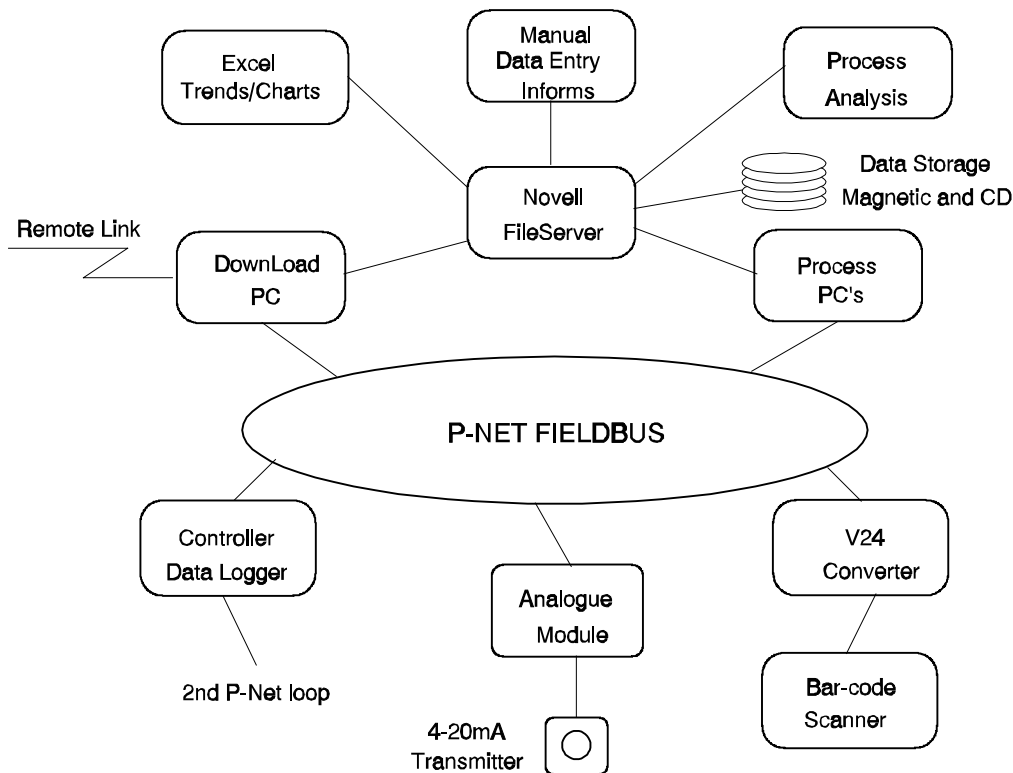 Excel
Trends/Charts
Manual
Data Entry
Informs
Process
Analysis
Novell
FileServer
Data Storage
Magnetic and CD
Remote Link
DownLoad
PC
Process
PC's
P-NET FIELDBUS
Controller
Data Logger
2nd P-Net loop
Analogue
Module
4-20mA
Transmitter
V24
Converter
Bar-code
Scanner